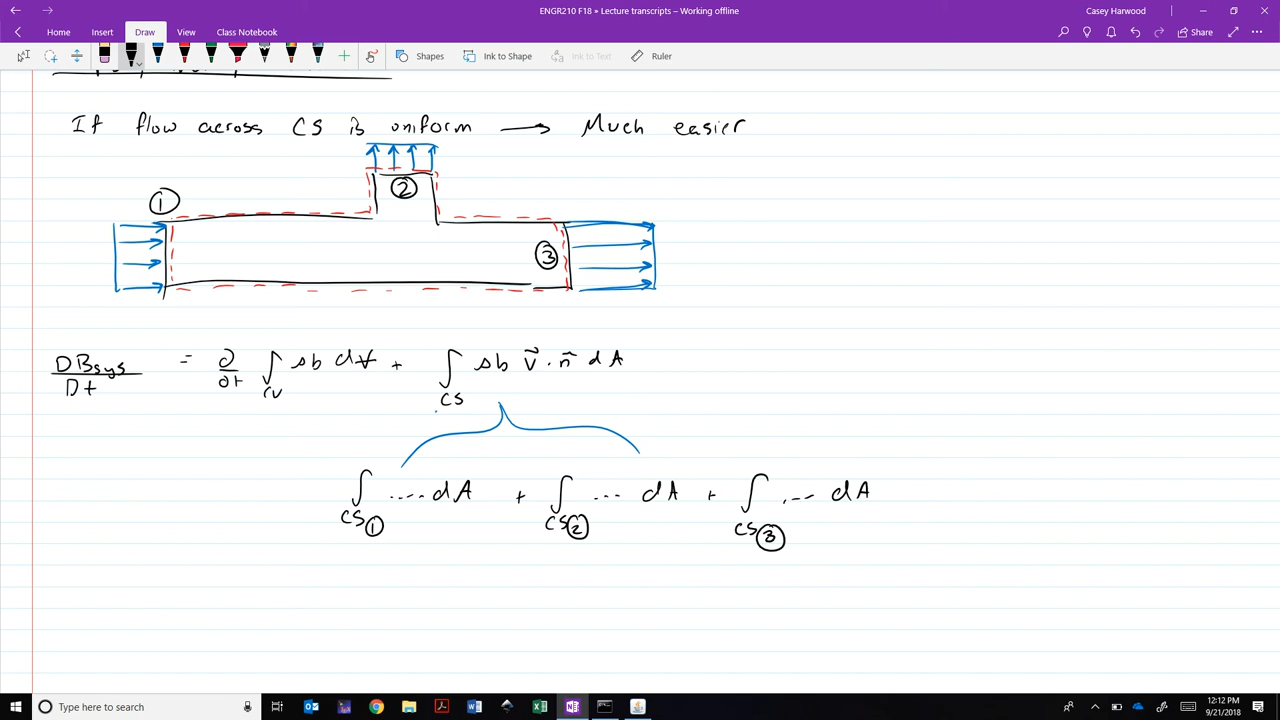 ENGR210 F18 » Lecture transcripts – Working offline
Casey Harwood
Home Insert Draw View Class Notebook
Share
Shapes Ink to Shape Ink to Text Ruler
If flow across CS is uniform → Much easier
②
①
③
DBsys/Dt = ∂/∂t ∫CV ρb dV + ∫CS ρb V⃗ · n⃗ dA
∫CS① .... dA + ∫CS② ... dA + ∫CS③ ... dA
Type here to search
12:12 PM
9/21/2018